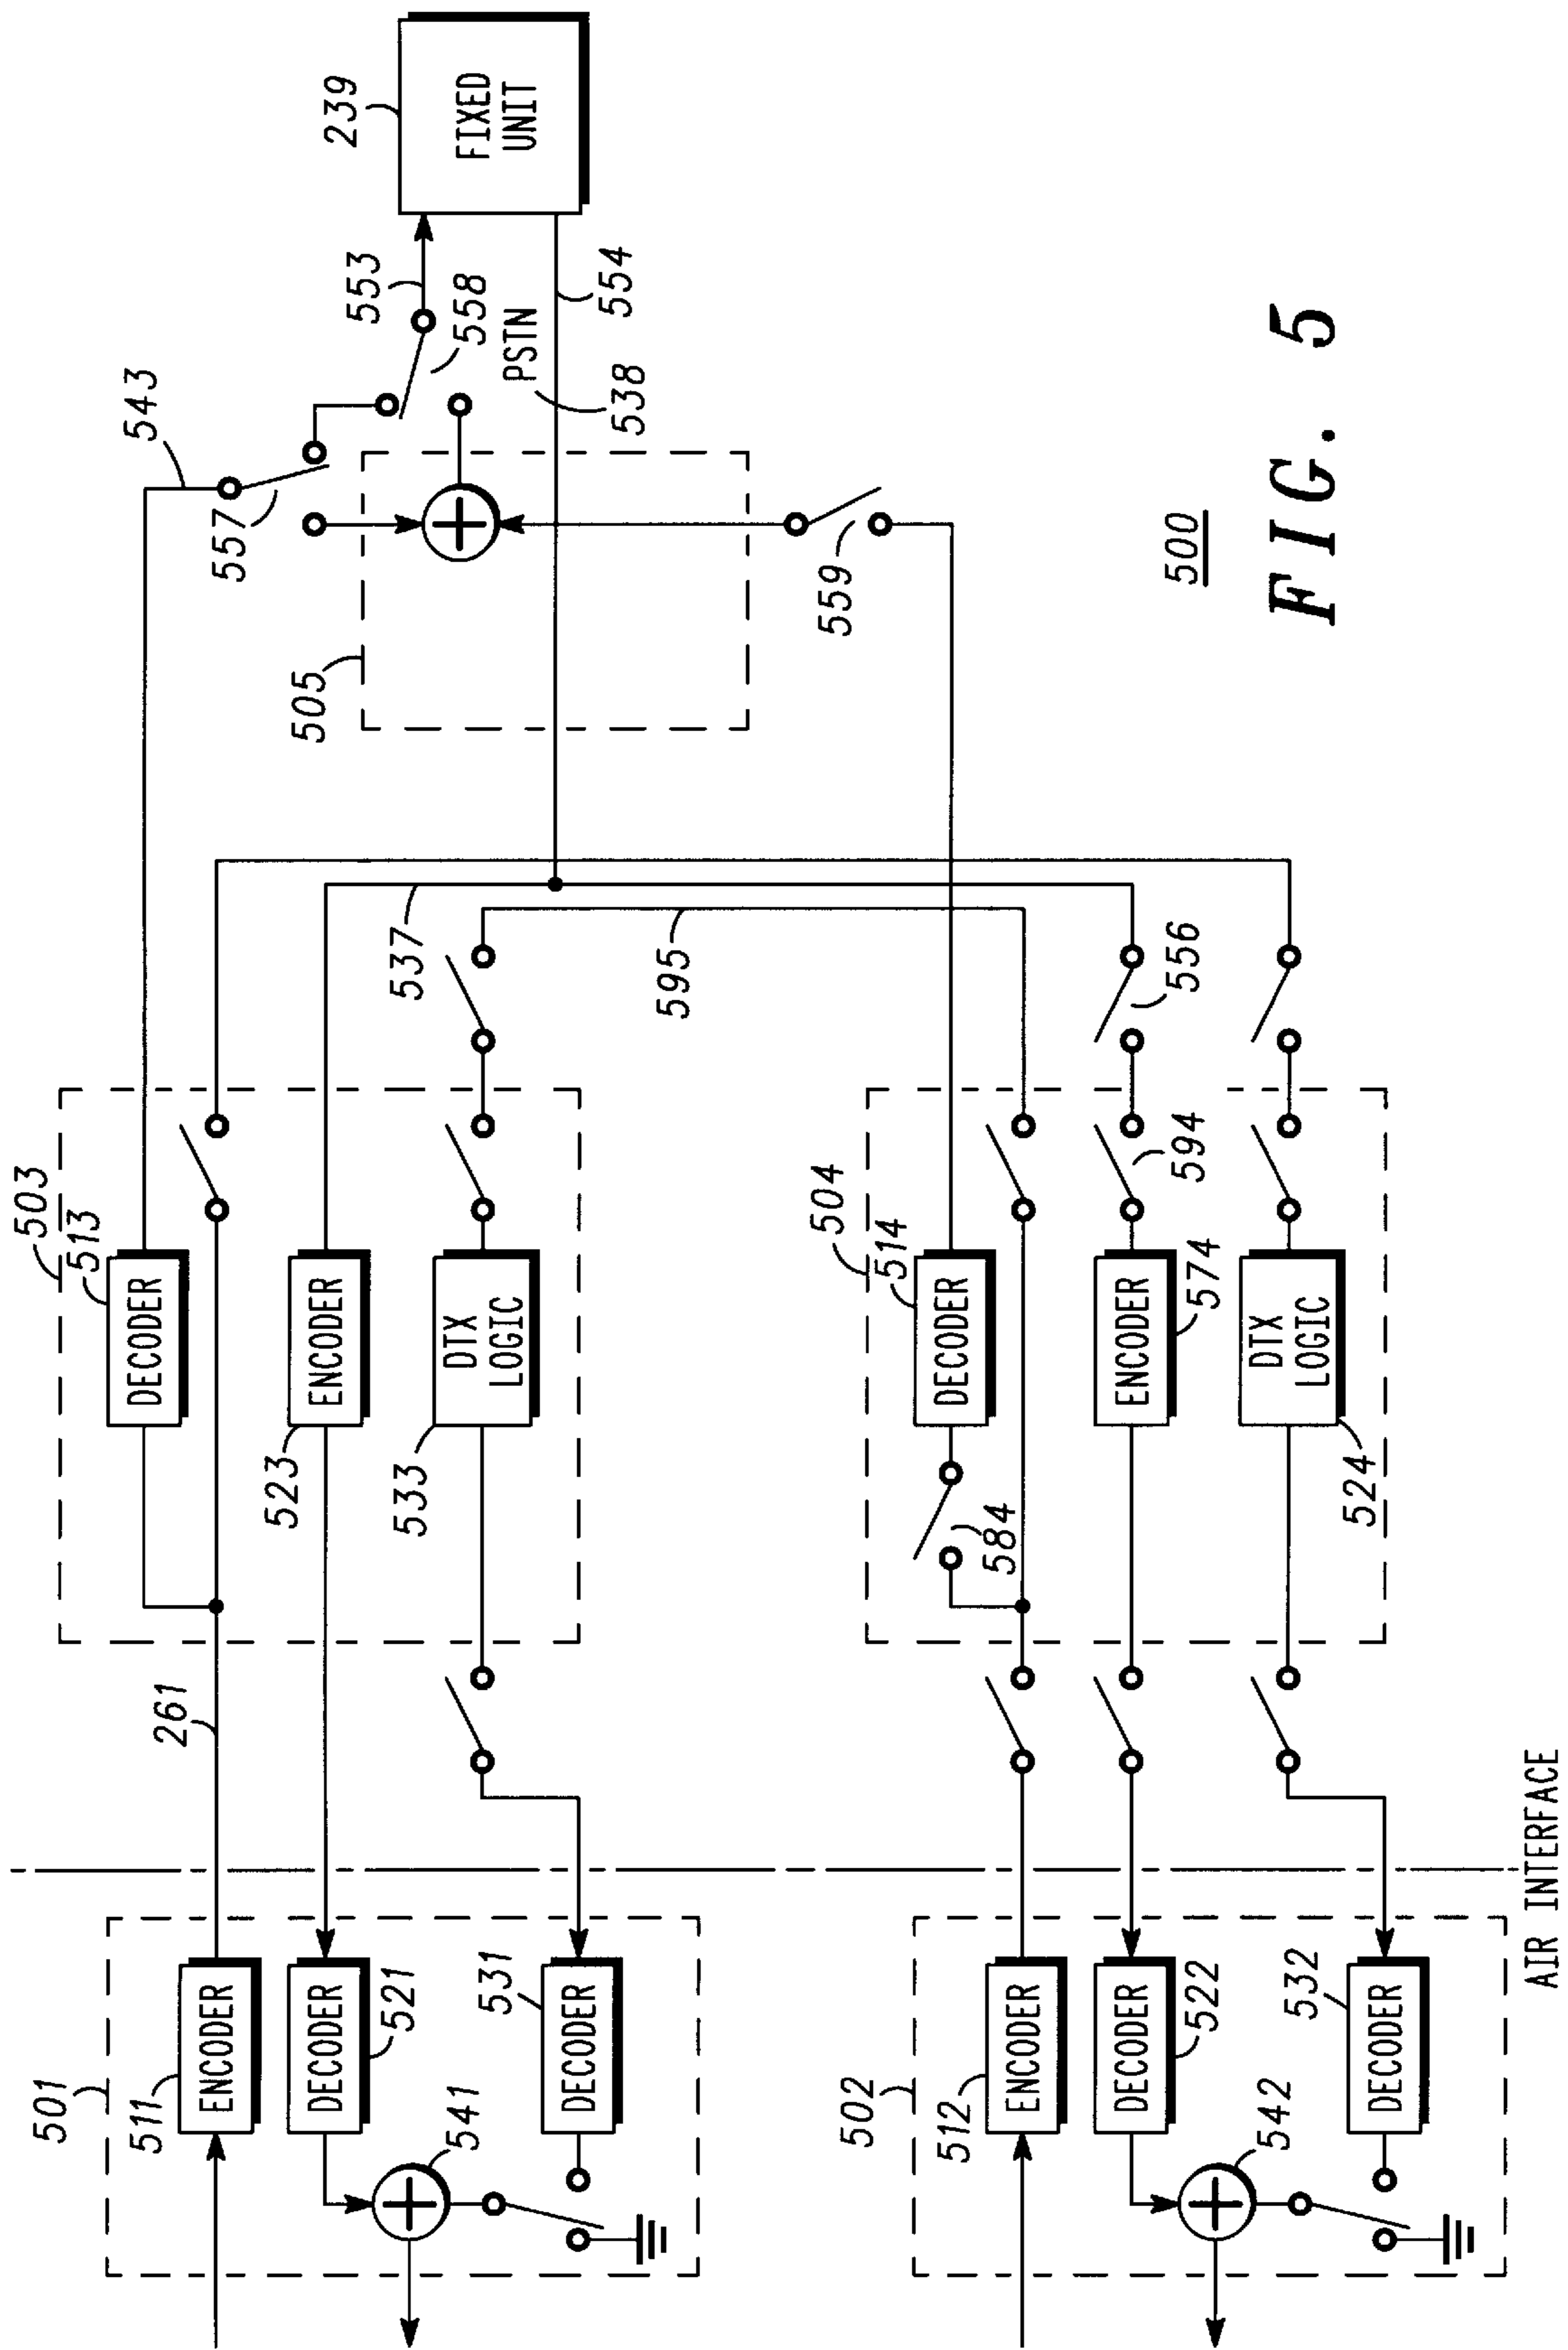 501
511
ENCODER
DECODER
521
541
531
DECODER
261
503
513
DECODER
523
ENCODER
533
DTX
LOGIC
537
595
543
557
505
553
558
PSTN
538
554
559
239
FIXED
UNIT
502
512
ENCODER
DECODER
522
542
532
DECODER
AIR INTERFACE
504
514
DECODER
584
594
ENCODER
574
DTX
LOGIC
524
556
500
FIG. 5